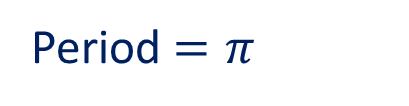 Period = π